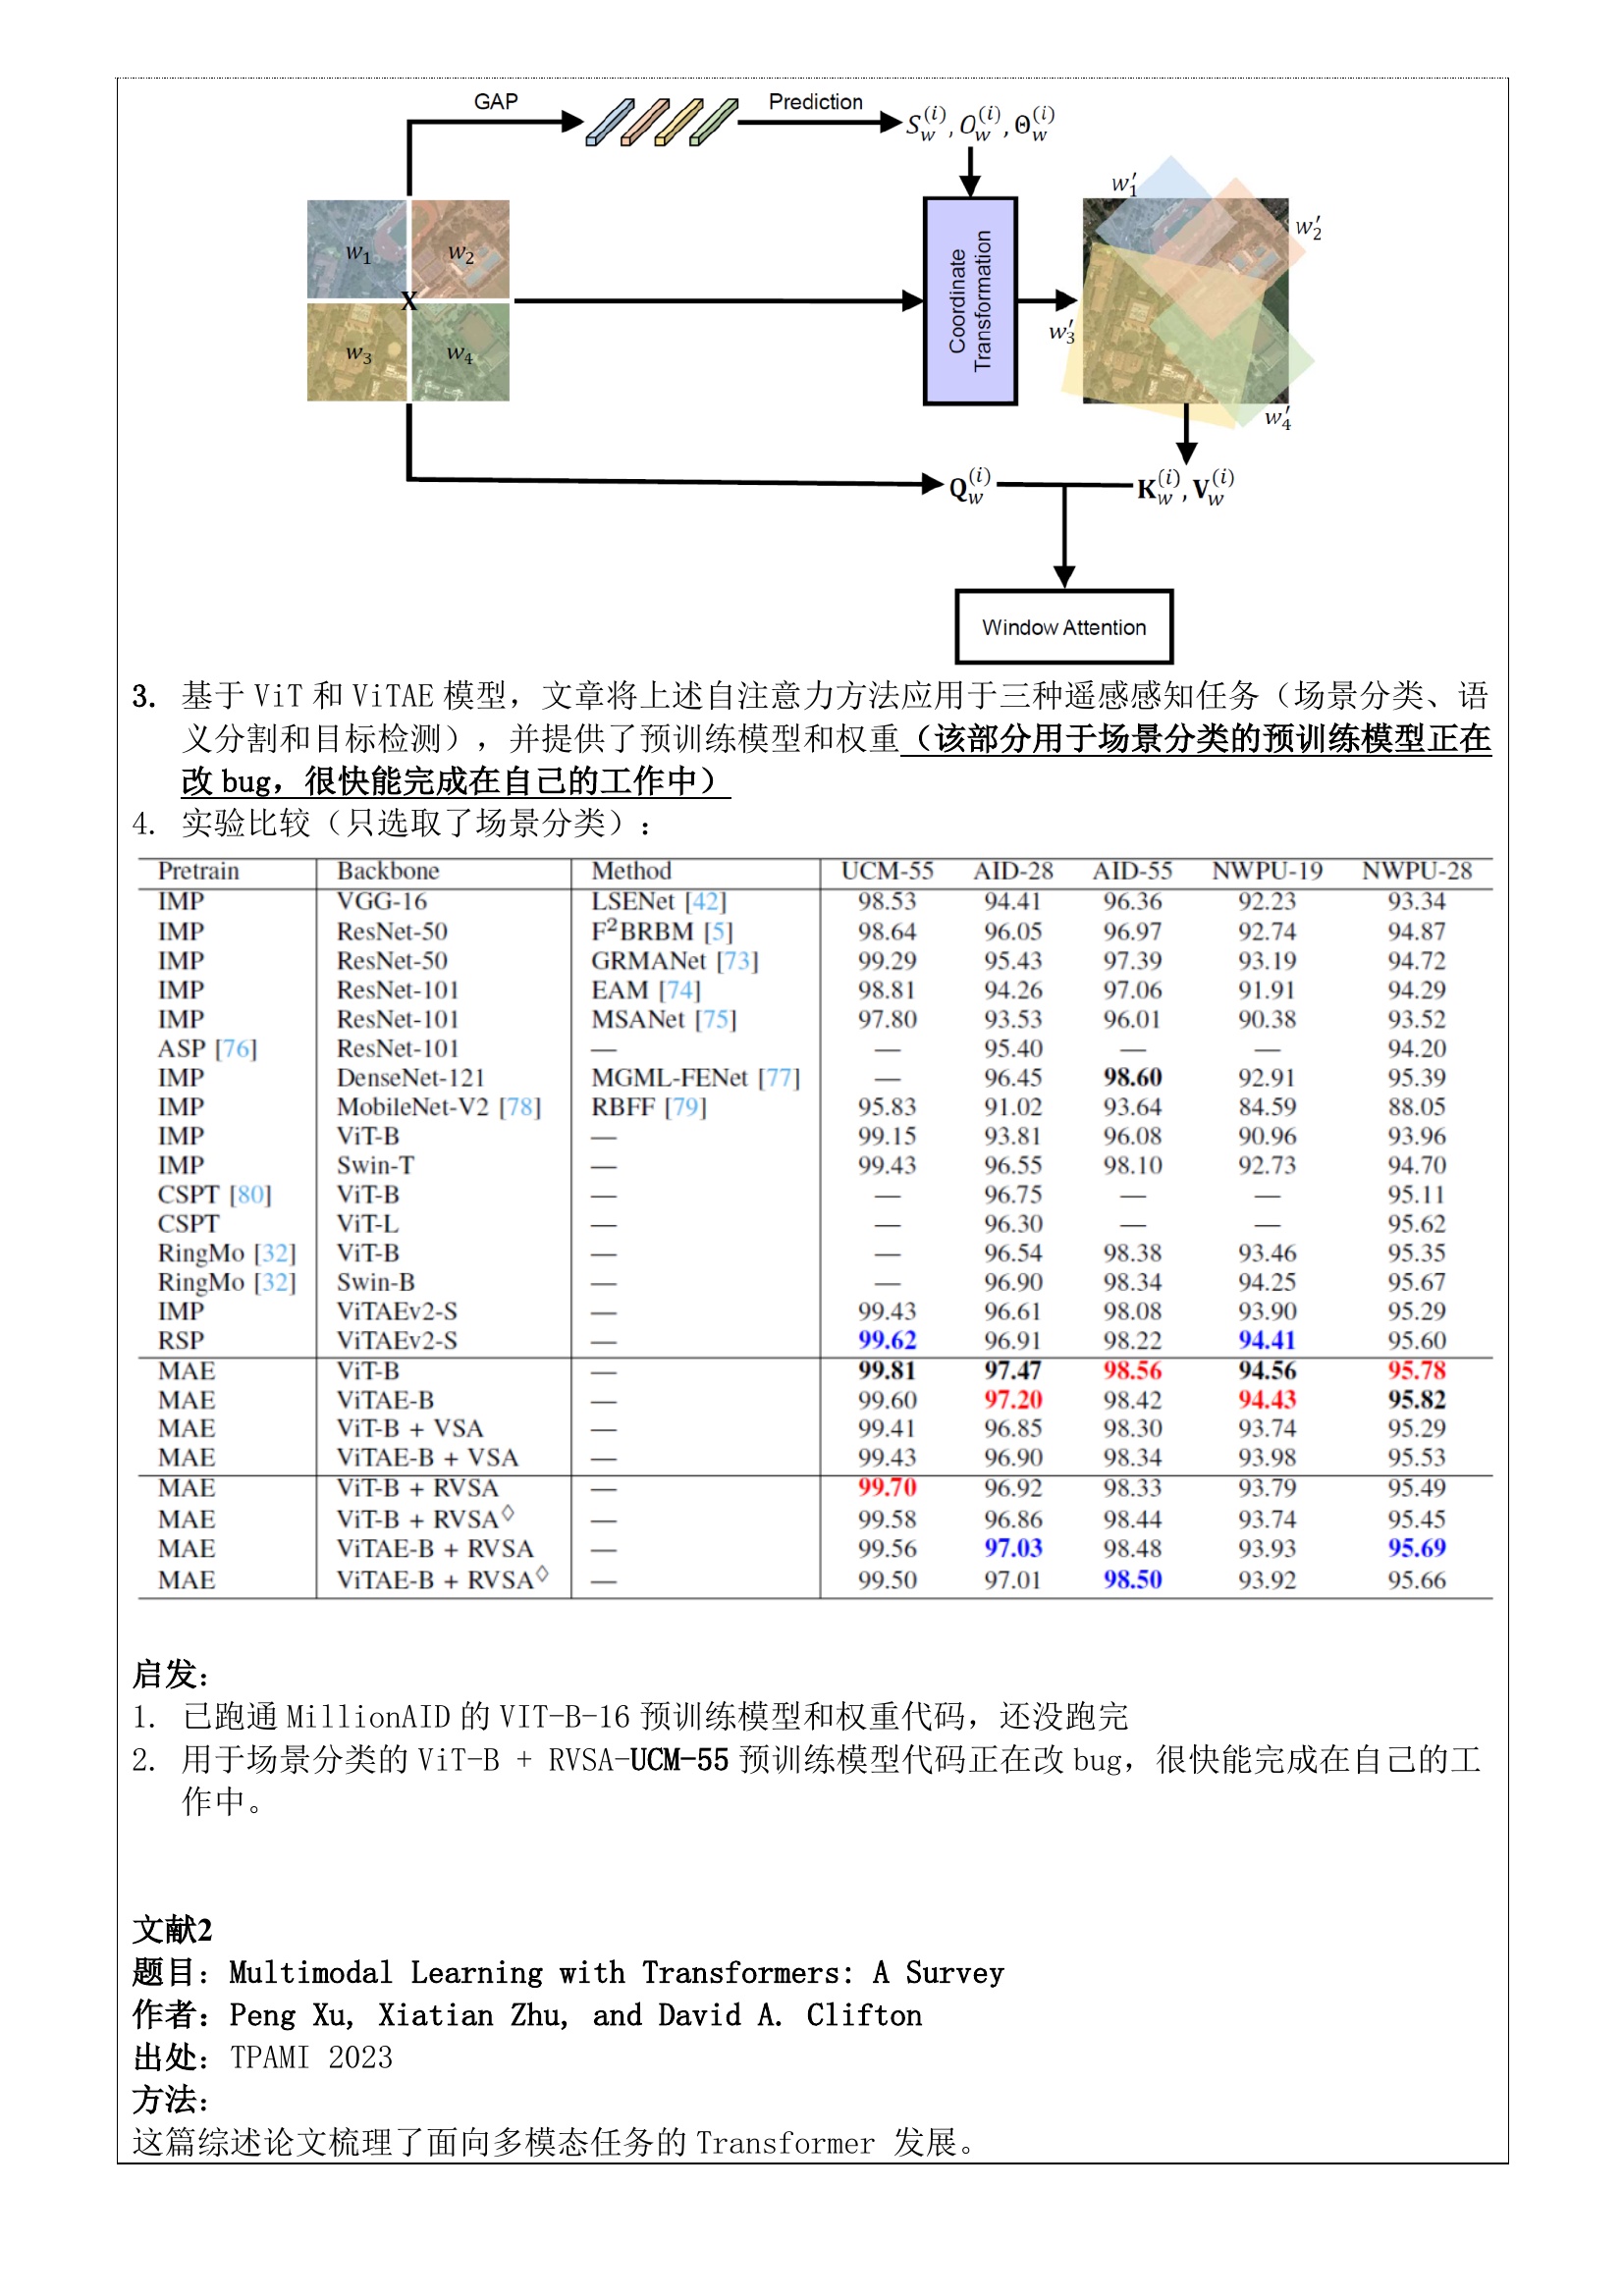 GAP
Prediction
S_w^(i), O_w^(i), Θ_w^(i)
w′1
w1
w2
w′2
X
Coordinate
Transformation
w′3
w3
w4
w′4
Q_w^(i)
K_w^(i), V_w^(i)
Window Attention
3. 基于 ViT 和 ViTAE 模型，文章将上述自注意力方法应用于三种遥感感知任务（场景分类、语
义分割和目标检测），并提供了预训练模型和权重（该部分用于场景分类的预训练模型正在
改 bug，很快能完成在自己的工作中）
4. 实验比较（只选取了场景分类）：
Pretrain Backbone Method UCM-55 AID-28 AID-55 NWPU-19 NWPU-28
IMP VGG-16 LSENet [42] 98.53 94.41 96.36 92.23 93.34
IMP ResNet-50 F²BRBM [5] 98.64 96.05 96.97 92.74 94.87
IMP ResNet-50 GRMANet [73] 99.29 95.43 97.39 93.19 94.72
IMP ResNet-101 EAM [74] 98.81 94.26 97.06 91.91 94.29
IMP ResNet-101 MSANet [75] 97.80 93.53 96.01 90.38 93.52
ASP [76] ResNet-101 — — 95.40 — — 94.20
IMP DenseNet-121 MGML-FENet [77] — 96.45 98.60 92.91 95.39
IMP MobileNet-V2 [78] RBFF [79] 95.83 91.02 93.64 84.59 88.05
IMP ViT-B — 99.15 93.81 96.08 90.96 93.96
IMP Swin-T — 99.43 96.55 98.10 92.73 94.70
CSPT [80] ViT-B — — 96.75 — — 95.11
CSPT ViT-L — — 96.30 — — 95.62
RingMo [32] ViT-B — — 96.54 98.38 93.46 95.35
RingMo [32] Swin-B — — 96.90 98.34 94.25 95.67
IMP ViTAEv2-S — 99.43 96.61 98.08 93.90 95.29
RSP ViTAEv2-S — 99.62 96.91 98.22 94.41 95.60
MAE ViT-B — 99.81 97.47 98.56 94.56 95.78
MAE ViTAE-B — 99.60 97.20 98.42 94.43 95.82
MAE ViT-B + VSA — 99.41 96.85 98.30 93.74 95.29
MAE ViTAE-B + VSA — 99.43 96.90 98.34 93.98 95.53
MAE ViT-B + RVSA — 99.70 96.92 98.33 93.79 95.49
MAE ViT-B + RVSA◇ — 99.58 96.86 98.44 93.74 95.45
MAE ViTAE-B + RVSA — 99.56 97.03 98.48 93.93 95.69
MAE ViTAE-B + RVSA◇ — 99.50 97.01 98.50 93.92 95.66
启发：
1. 已跑通 MillionAID 的 VIT-B-16 预训练模型和权重代码，还没跑完
2. 用于场景分类的 ViT-B + RVSA-UCM-55 预训练模型代码正在改 bug，很快能完成在自己的工
作中。
文献2
题目：Multimodal Learning with Transformers: A Survey
作者：Peng Xu, Xiatian Zhu, and David A. Clifton
出处：TPAMI 2023
方法：
这篇综述论文梳理了面向多模态任务的 Transformer 发展。